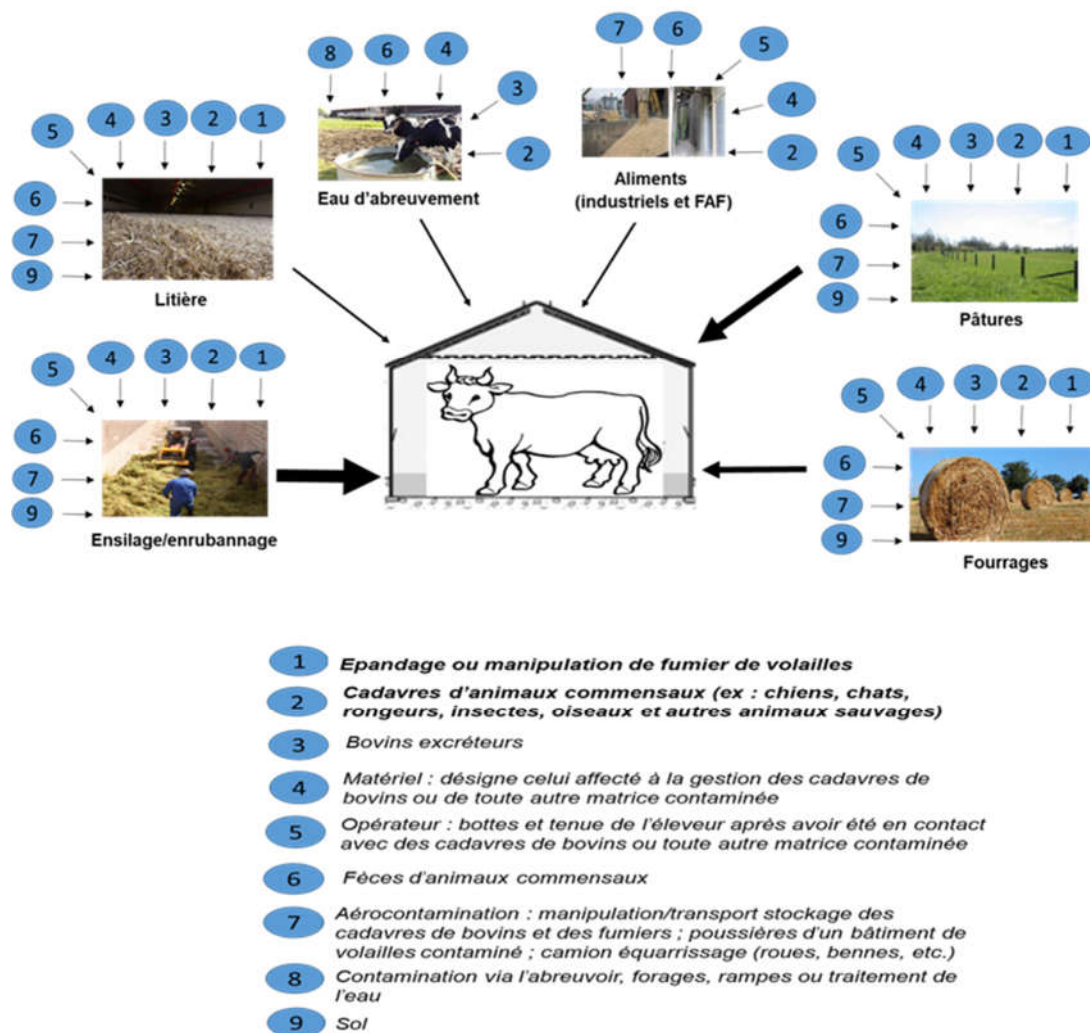 8 6 4
7 6 5
3
4
2
2
5 4 3 2 1
Eau d'abreuvement
Aliments
(industriels et FAF)
5 4 3 2 1
6
7
9
Litière
6
7
9
Pâtures
5 4 3 2 1
6
7
9
Ensilage/enrubannage
5 4 3 2 1
6
7
9
Fourrages
1 Epandage ou manipulation de fumier de volailles
2 Cadavres d'animaux commensaux (ex : chiens, chats,
rongeurs, insectes, oiseaux et autres animaux sauvages)
3 Bovins excréteurs
4 Matériel : désigne celui affecté à la gestion des cadavres de
bovins ou de toute autre matrice contaminée
5 Opérateur : bottes et tenue de l'éleveur après avoir été en contact
avec des cadavres de bovins ou toute autre matrice contaminée
6 Fèces d'animaux commensaux
7 Aérocontamination : manipulation/transport stockage des
cadavres de bovins et des fumiers ; poussières d'un bâtiment de
volailles contaminé ; camion équarrissage (roues, bennes, etc.)
8 Contamination via l'abreuvoir, forages, rampes ou traitement de
l'eau
9 Sol